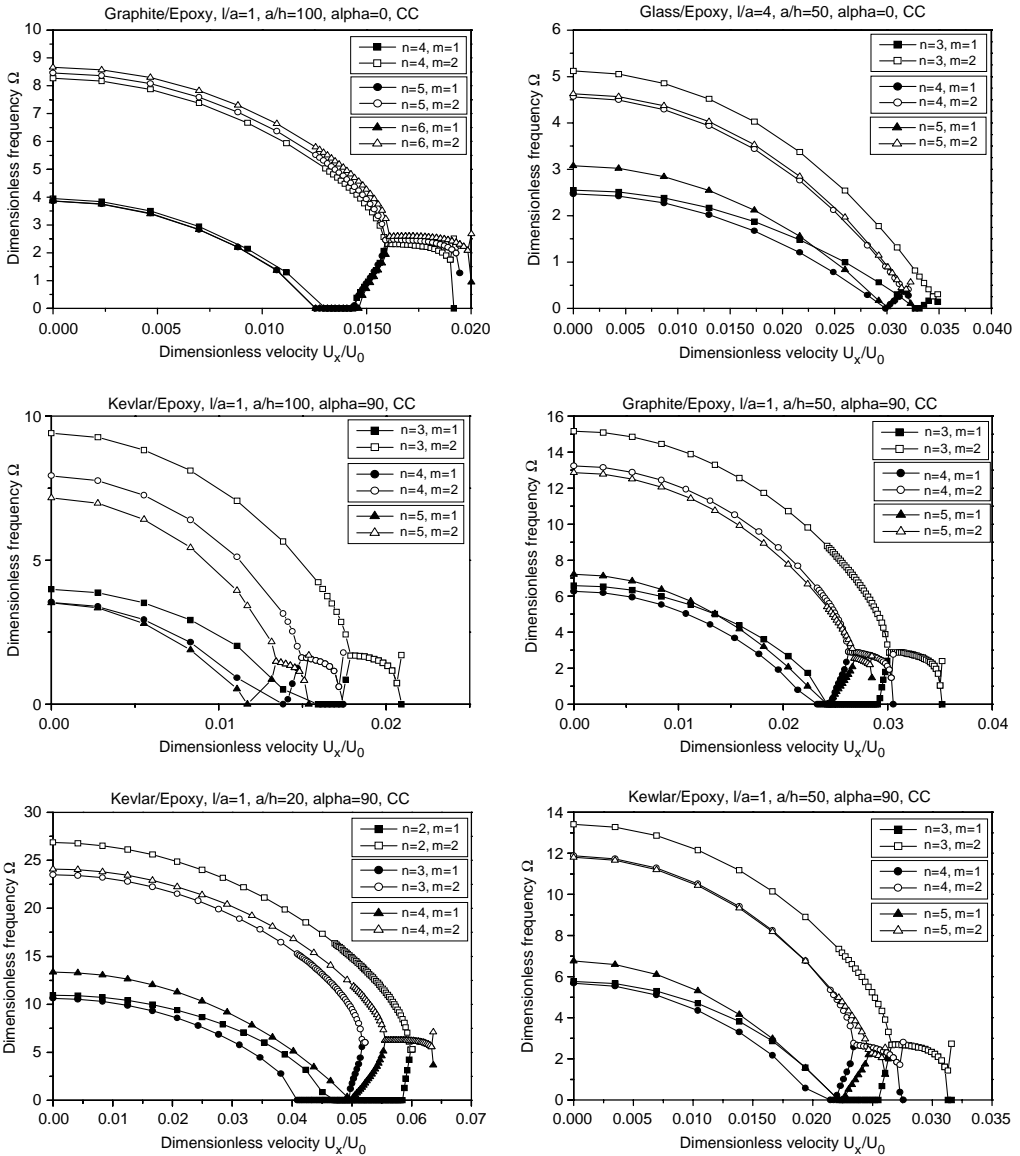 Graphite/Epoxy, l/a=1, a/h=100, alpha=0, CC
10
9
8
7
6
5
4
3
2
1
0
Dimensionless frequency Ω
n=4, m=1
n=4, m=2
n=5, m=1
n=5, m=2
n=6, m=1
n=6, m=2
0.000 0.005 0.010 0.015 0.020
Dimensionless velocity Ux/U0
Glass/Epoxy, l/a=4, a/h=50, alpha=0, CC
6
5
4
3
2
1
0
Dimensionless frequency Ω
n=3, m=1
n=3, m=2
n=4, m=1
n=4, m=2
n=5, m=1
n=5, m=2
0.000 0.005 0.010 0.015 0.020 0.025 0.030 0.035 0.040
Dimensionless velocity Ux/U0
Kevlar/Epoxy, l/a=1, a/h=100, alpha=90, CC
10
5
0
Dimensionless frequency Ω
n=3, m=1
n=3, m=2
n=4, m=1
n=4, m=2
n=5, m=1
n=5, m=2
0.00 0.01 0.02
Dimensionless velocity Ux/U0
Graphite/Epoxy, l/a=1, a/h=50, alpha=90, CC
16
14
12
10
8
6
4
2
0
Dimensionless frequency Ω
n=3, m=1
n=3, m=2
n=4, m=1
n=4, m=2
n=5, m=1
n=5, m=2
0.00 0.01 0.02 0.03 0.04
Dimensionless velocity Ux/U0
Kevlar/Epoxy, l/a=1, a/h=20, alpha=90, CC
30
25
20
15
10
5
0
Dimensionless frequency Ω
n=2, m=1
n=2, m=2
n=3, m=1
n=3, m=2
n=4, m=1
n=4, m=2
0.00 0.01 0.02 0.03 0.04 0.05 0.06 0.07
Dimensionless velocity Ux/U0
Kewlar/Epoxy, l/a=1, a/h=50, alpha=90, CC
14
12
10
8
6
4
2
0
Dimensionless frequency Ω
n=3, m=1
n=3, m=2
n=4, m=1
n=4, m=2
n=5, m=1
n=5, m=2
0.000 0.005 0.010 0.015 0.020 0.025 0.030 0.035
Dimensionless velocity Ux/U0